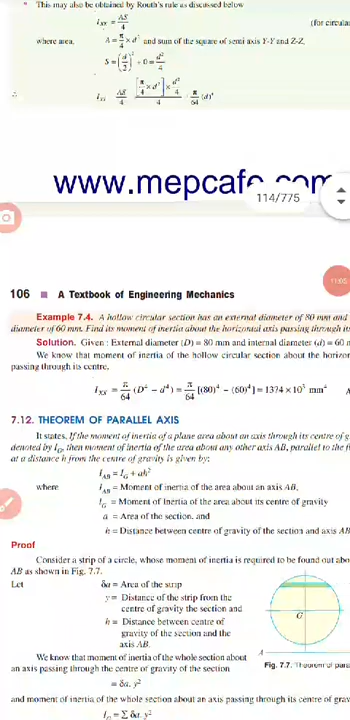 This may also be obtained by Routh's rule as discussed below
I_XX = AS/4 (for circular
where area, A = π/4 × d² and sum of the square of semi axis Y-Y and Z-Z,
S = (d/2)² + 0 = d²/4
∴ I_XX = AS/4 = [π/4 × d²] × d²/4 / 4 = π/64 (d)⁴
www.mepcafe.com
114/775
11:05
106 ■ A Textbook of Engineering Mechanics
Example 7.4. A hollow circular section has an external diameter of 80 mm and
diameter of 60 mm. Find its moment of inertia about the horizontal axis passing through its
Solution. Given : External diameter (D) = 80 mm and internal diameter (d) = 60 m
We know that moment of inertia of the hollow circular section about the horizon
passing through its centre,
I_XX = π/64 (D⁴ – d⁴) = π/64 [(80)⁴ – (60)⁴] = 1374 × 10³ mm⁴ A
7.12. THEOREM OF PARALLEL AXIS
It states, If the moment of inertia of a plane area about an axis through its centre of g
denoted by I_G, then moment of inertia of the area about any other axis AB, parallel to the fi
at a distance h from the centre of gravity is given by:
I_AB = I_G + ah²
where I_AB = Moment of inertia of the area about an axis AB,
I_G = Moment of Inertia of the area about its centre of gravity
a = Area of the section, and
h = Distance between centre of gravity of the section and axis AB
Proof
Consider a strip of a circle, whose moment of inertia is required to be found out abo
AB as shown in Fig. 7.7.
Let δa = Area of the strip
y = Distance of the strip from the
centre of gravity the section and
h = Distance between centre of
gravity of the section and the
axis AB.
G
A
We know that moment of inertia of the whole section about
an axis passing through the centre of gravity of the section
Fig. 7.7. Theorem of para
= δa. y²
and moment of inertia of the whole section about an axis passing through its centre of grav
I_G = Σ δa. y²